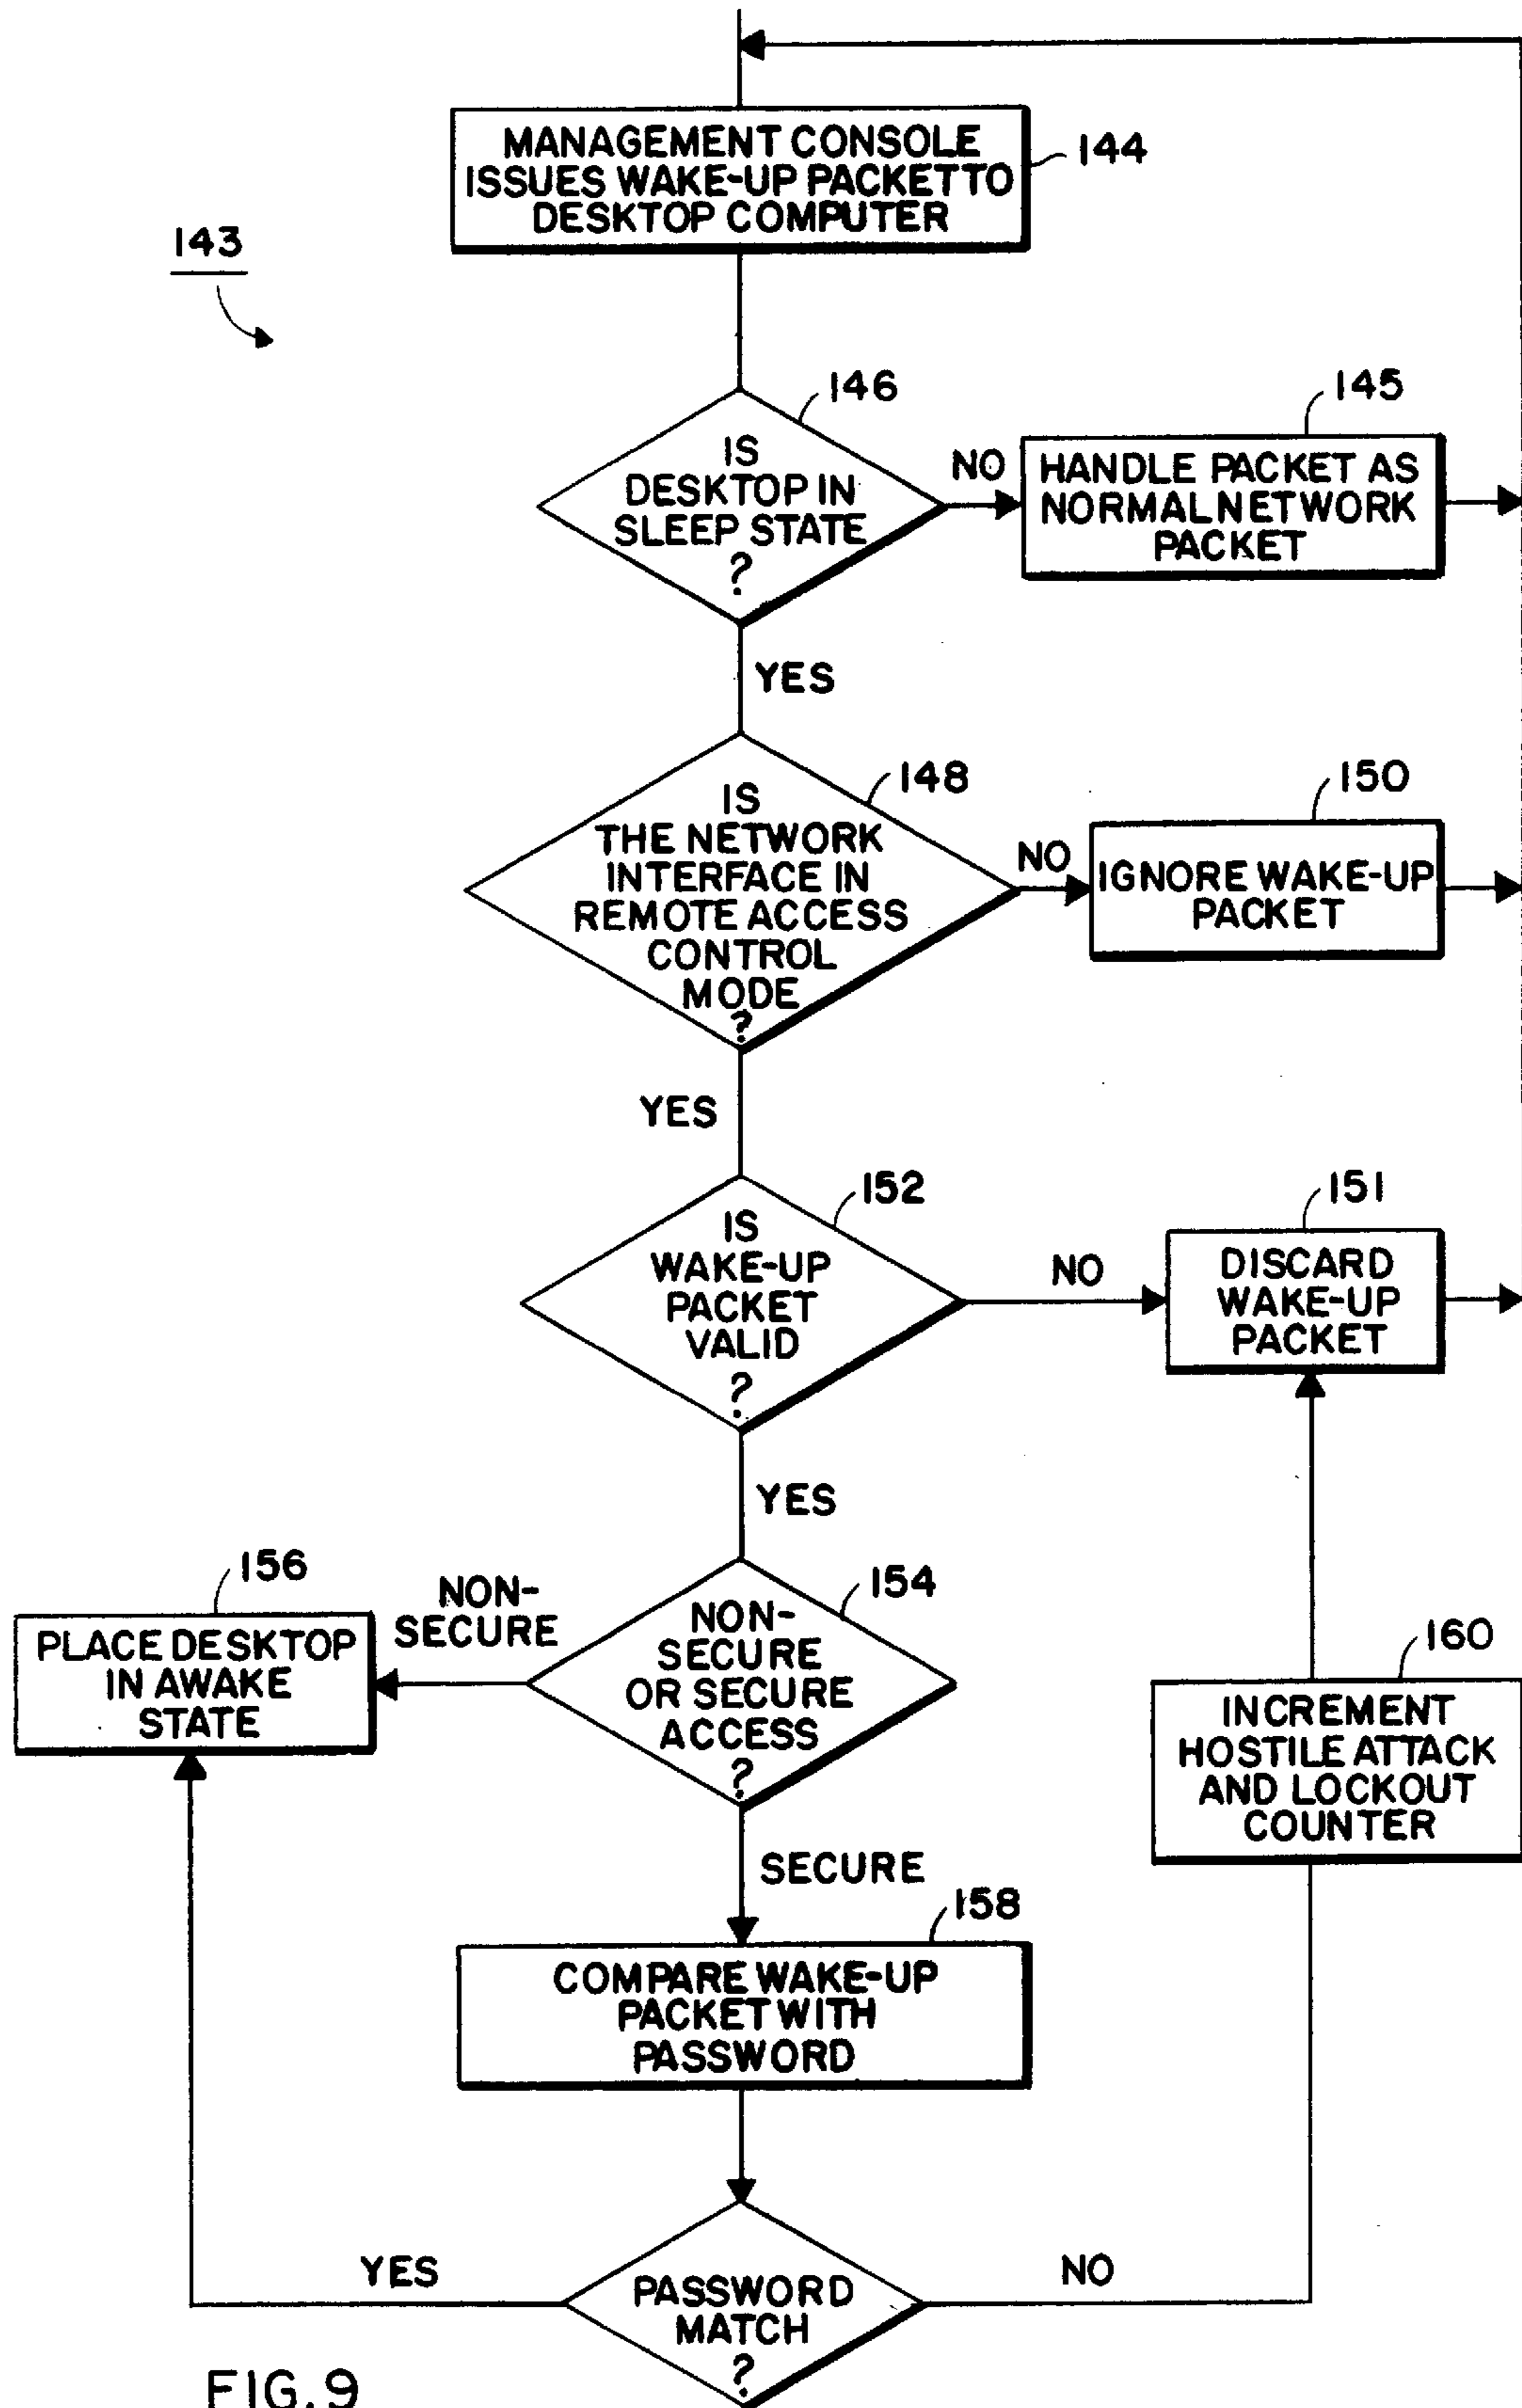 MANAGEMENT CONSOLE
ISSUES WAKE-UP PACKET TO
DESKTOP COMPUTER
144
143
146
IS
DESKTOP IN
SLEEP STATE
?
NO
145
HANDLE PACKET AS
NORMAL NETWORK
PACKET
YES
148
IS
THE NETWORK
INTERFACE IN
REMOTE ACCESS
CONTROL
MODE
?
NO
150
IGNORE WAKE-UP
PACKET
YES
152
IS
WAKE-UP
PACKET
VALID
?
NO
151
DISCARD
WAKE-UP
PACKET
YES
156
PLACE DESKTOP
IN AWAKE
STATE
NON-
SECURE
154
NON-
SECURE
OR SECURE
ACCESS
?
160
INCREMENT
HOSTILE ATTACK
AND LOCKOUT
COUNTER
SECURE
158
COMPARE WAKE-UP
PACKET WITH
PASSWORD
YES
PASSWORD
MATCH
?
NO
FIG.9